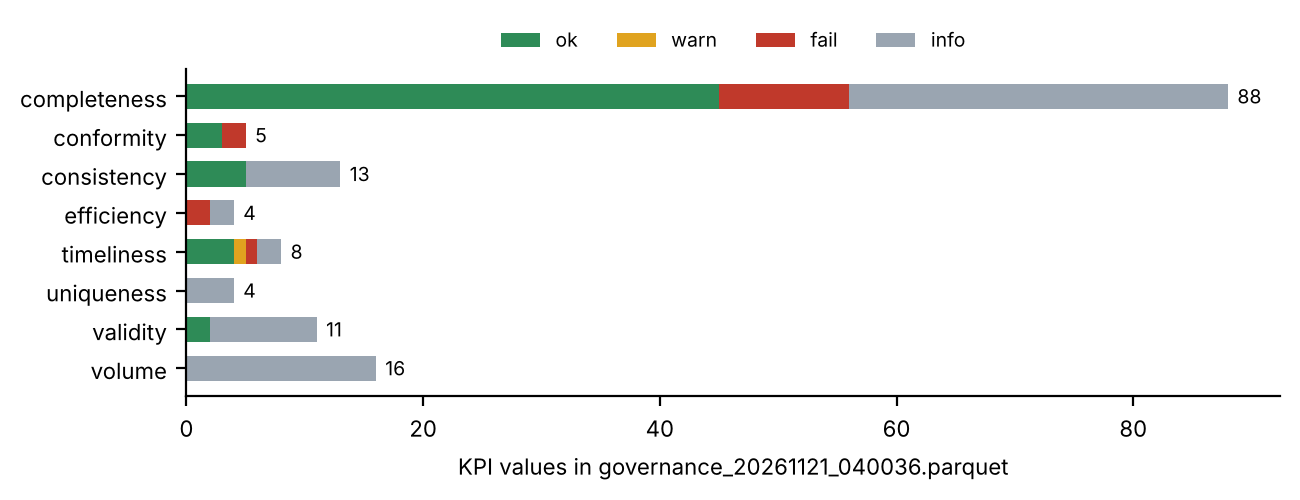 ok warn fail info
completeness 88
conformity 5
consistency 13
efficiency 4
timeliness 8
uniqueness 4
validity 11
volume 16
0 20 40 60 80
KPI values in governance_20261121_040036.parquet